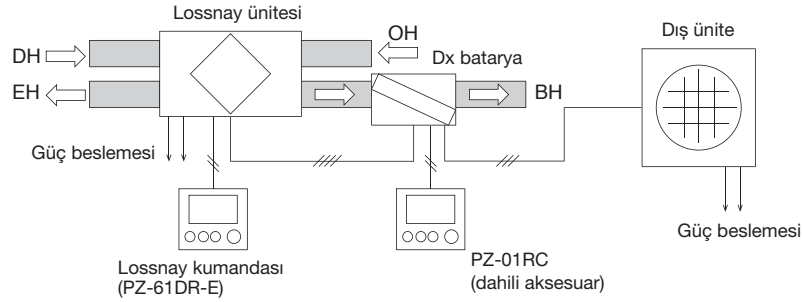 Lossnay ünitesi
Dış ünite
DH
OH
Dx batarya
EH
BH
Güç beslemesi
Güç beslemesi
Lossnay kumandası
(PZ-61DR-E)
PZ-01RC
(dahili aksesuar)